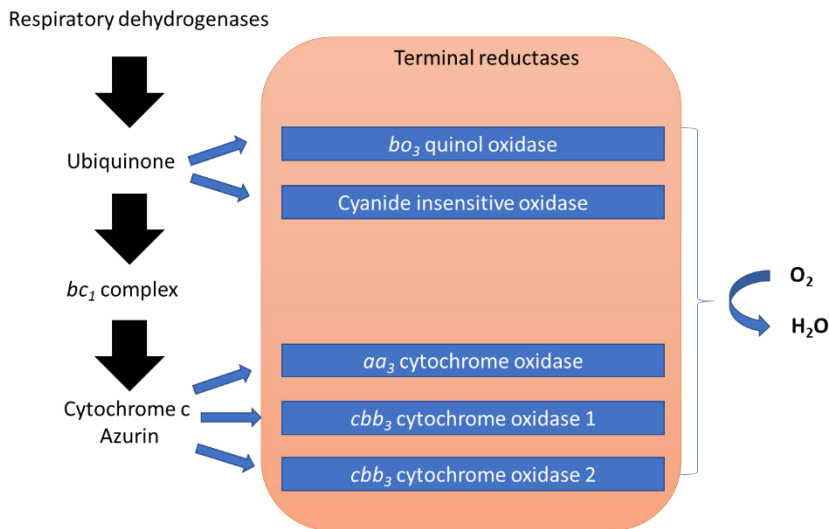 Respiratory dehydrogenases
Terminal reductases
Ubiquinone
bo₃ quinol oxidase
Cyanide insensitive oxidase
bc₁ complex
O₂
H₂O
aa₃ cytochrome oxidase
Cytochrome c
Azurin
cbb₃ cytochrome oxidase 1
cbb₃ cytochrome oxidase 2